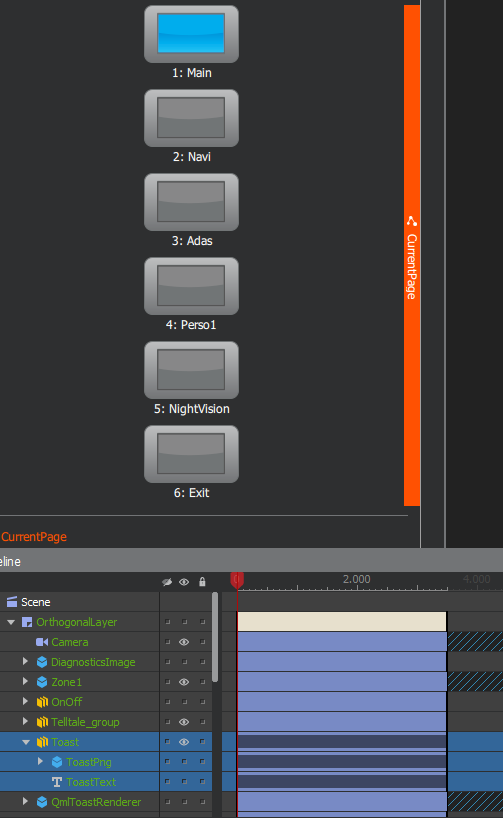 1: Main
2: Navi
3: Adas
4: Perso1
5: NightVision
6: Exit
CurrentPage
CurrentPage
eline
2.000
4.000
Scene
OrthogonalLayer
Camera
DiagnosticsImage
Zone1
OnOff
Telltale_group
Toast
ToastPng
ToastText
QmlToastRenderer